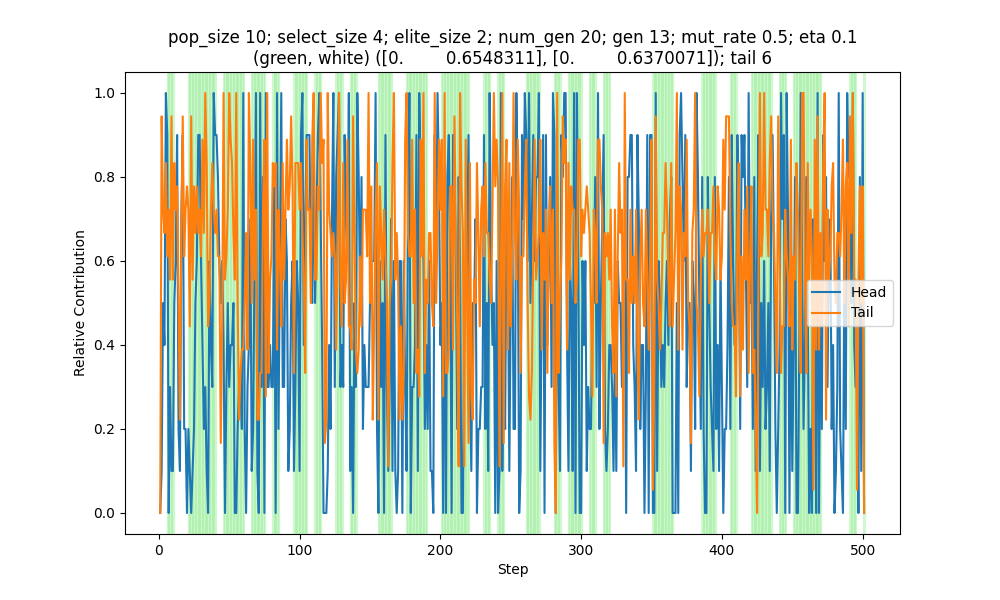 pop_size 10; select_size 4; elite_size 2; num_gen 20; gen 13; mut_rate 0.5; eta 0.1
(green, white) ([0. 0.6548311], [0. 0.6370071]); tail 6
1.0
0.8
0.6
0.4
0.2
0.0
Relative Contribution
Head
Tail
0 100 200 300 400 500
Step